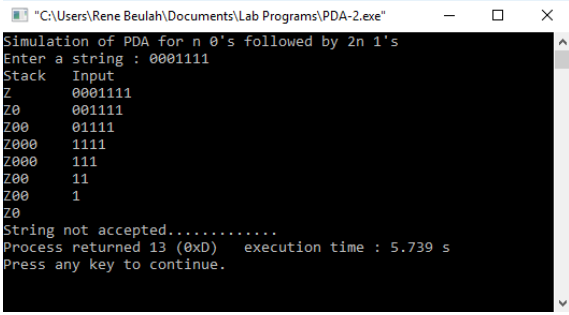 "C:\Users\Rene Beulah\Documents\Lab Programs\PDA-2.exe"
Simulation of PDA for n 0's followed by 2n 1's
Enter a string : 0001111
Stack Input
Z 0001111
Z0 001111
Z00 01111
Z000 1111
Z000 111
Z00 11
Z00 1
Z0
String not accepted.............
Process returned 13 (0xD) execution time : 5.739 s
Press any key to continue.